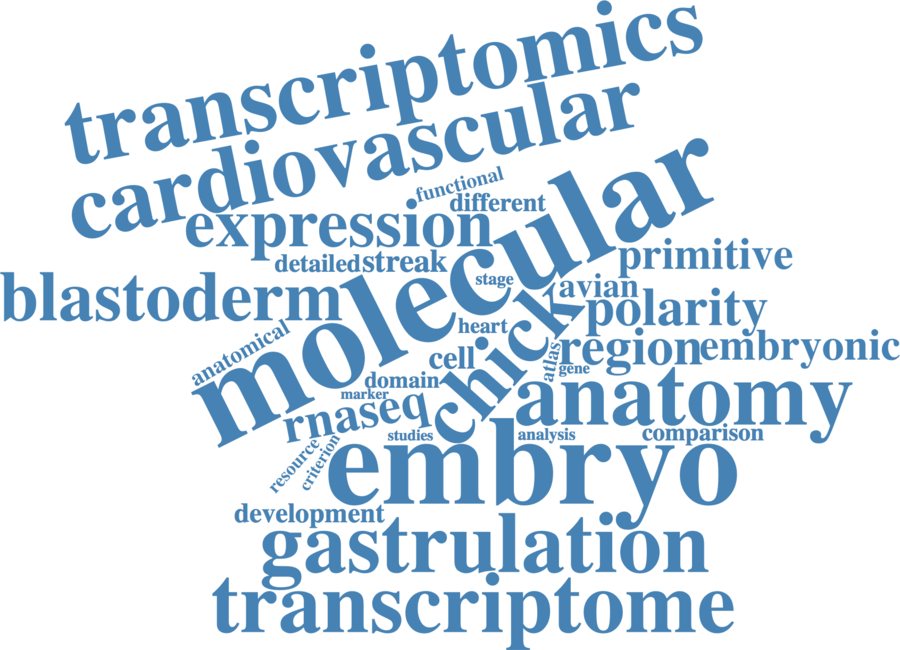 transcriptomics
cardiovascular
functional
different
expression
molecular
primitive
detailed
streak
stage
avian
blastoderm
chick
polarity
heart
anatomical
cell
atlas
region
embryonic
gene
domain
marker
anatomy
rnaseq
studies
analysis
comparison
resource
criterion
embryo
development
gastrulation
transcriptome